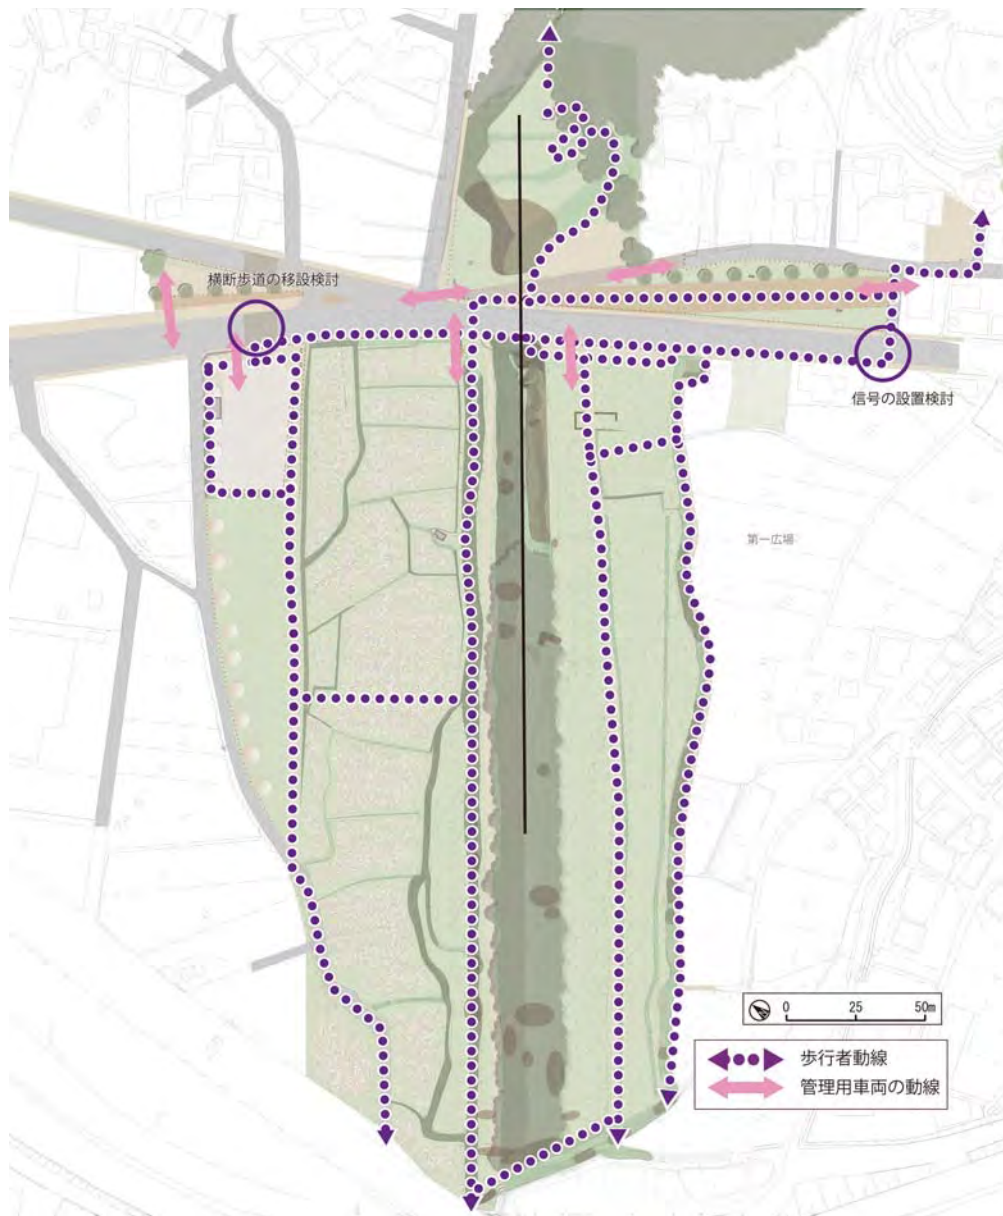 横断歩道の移設検討
信号の設置検討
第一広場
0 25 50m
歩行者動線
管理用車両の動線